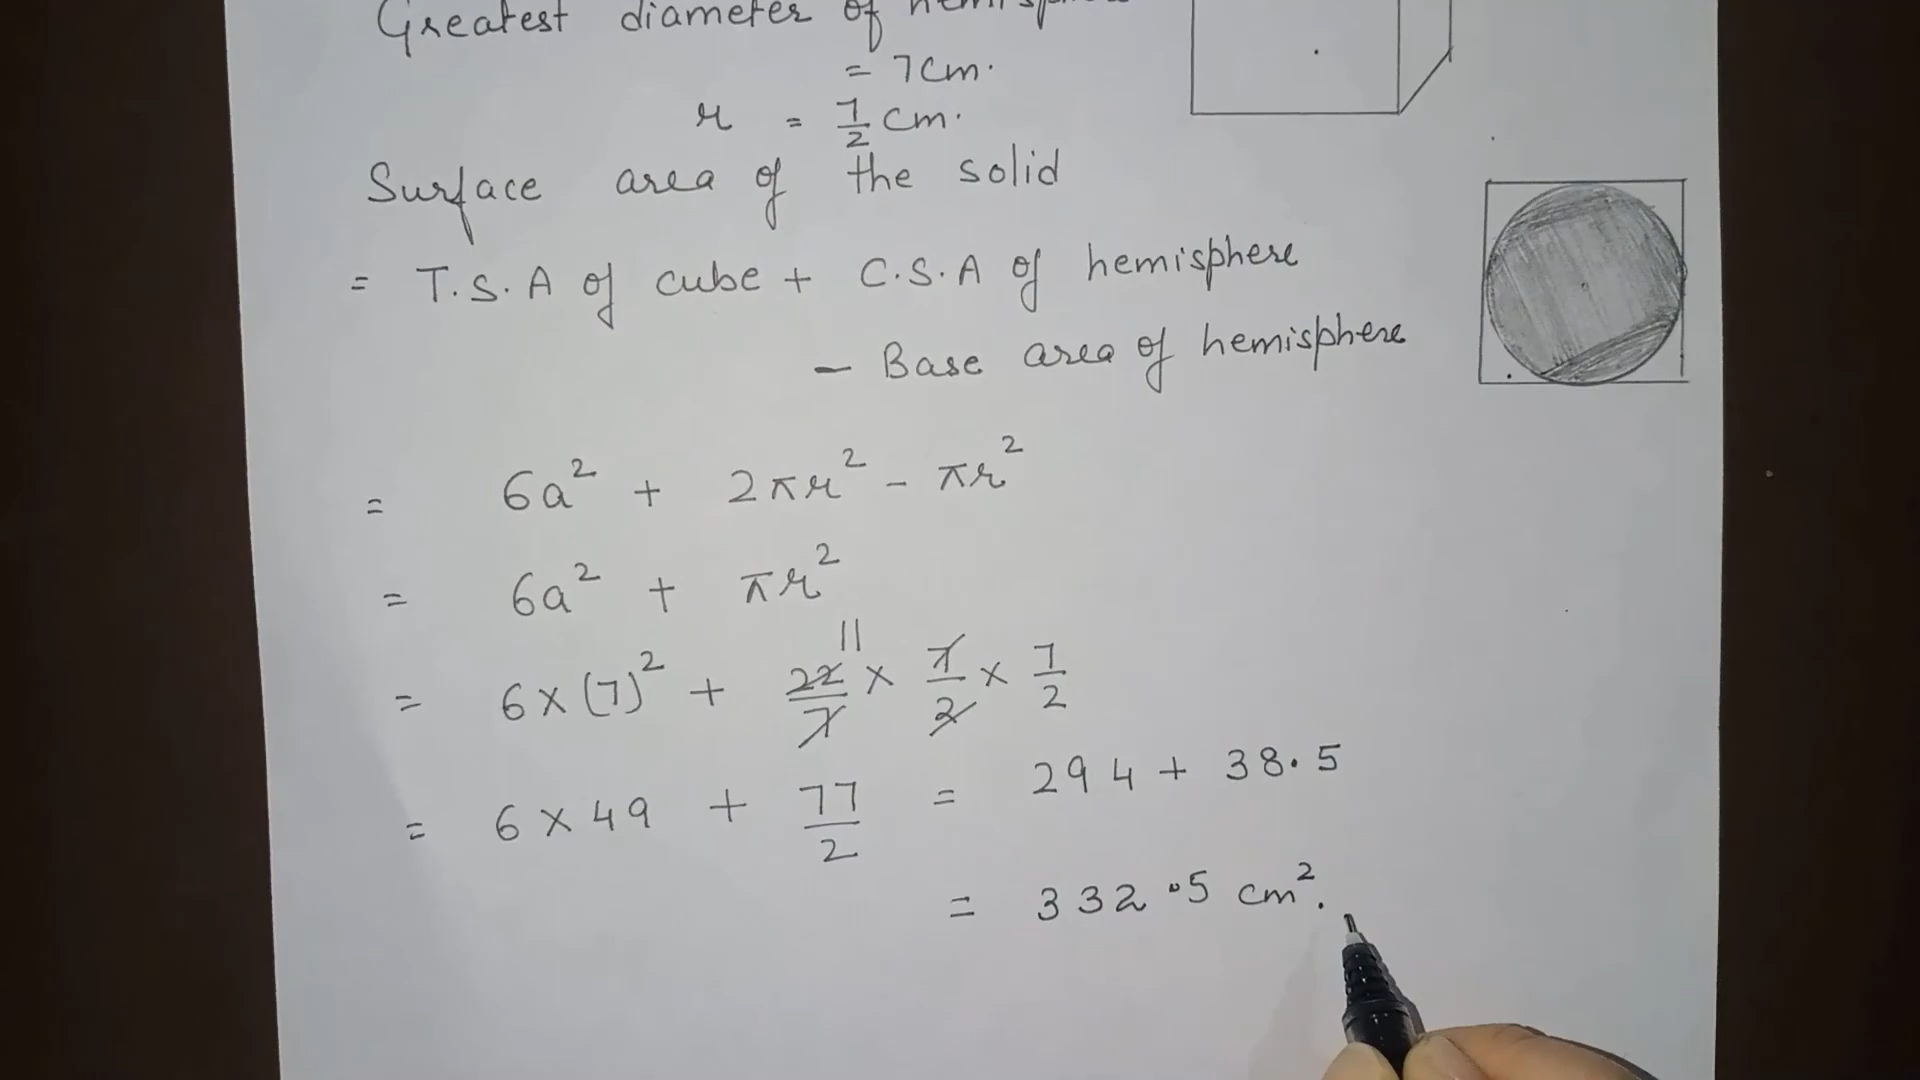 Greatest diameter of hemisphere
= 7cm.
r = 7/2 cm.
Surface area of the solid
= T.S.A of cube + C.S.A of hemisphere
- Base area of hemisphere
= 6a² + 2πr² - πr²
= 6a² + πr²
11
= 6 × (7)² + 22/7 × 7/2 × 7/2
= 6 × 49 + 77/2 = 294 + 38.5
= 332.5 cm².